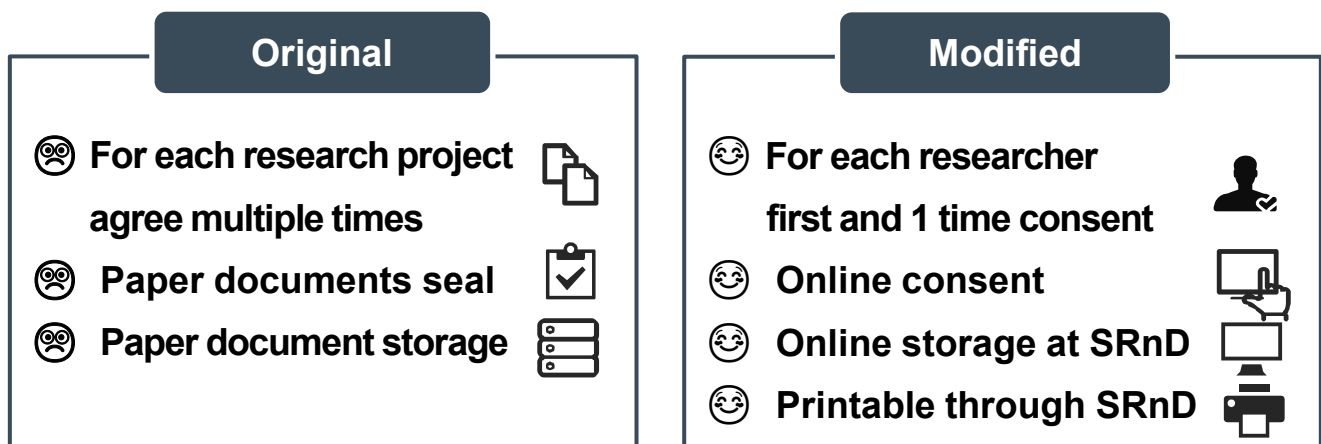 Original
For each research project
agree multiple times
Paper documents seal
Paper document storage
Modified
For each researcher
first and 1 time consent
Online consent
Online storage at SRnD
Printable through SRnD